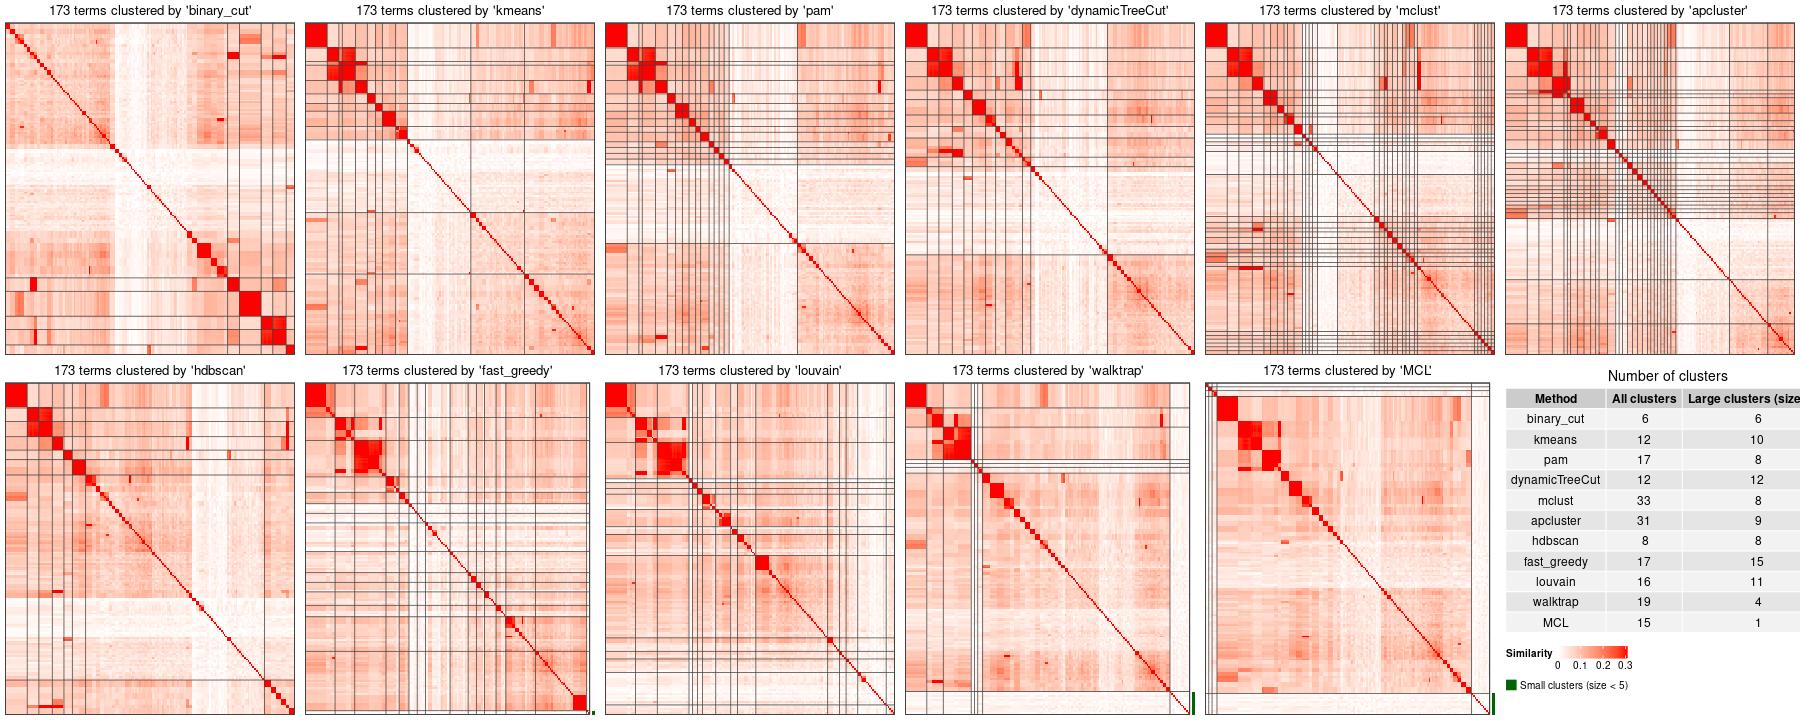 173 terms clustered by 'binary_cut'
173 terms clustered by 'kmeans'
173 terms clustered by 'pam'
173 terms clustered by 'dynamicTreeCut'
173 terms clustered by 'mclust'
173 terms clustered by 'apcluster'
173 terms clustered by 'hdbscan'
173 terms clustered by 'fast_greedy'
173 terms clustered by 'louvain'
173 terms clustered by 'walktrap'
173 terms clustered by 'MCL'
Number of clusters
Method All clusters Large clusters (size
binary_cut 6 6
kmeans 12 10
pam 17 8
dynamicTreeCut 12 12
mclust 33 8
apcluster 31 9
hdbscan 8 8
fast_greedy 17 15
louvain 16 11
walktrap 19 4
MCL 15 1
Similarity
0 0.1 0.2 0.3
Small clusters (size < 5)